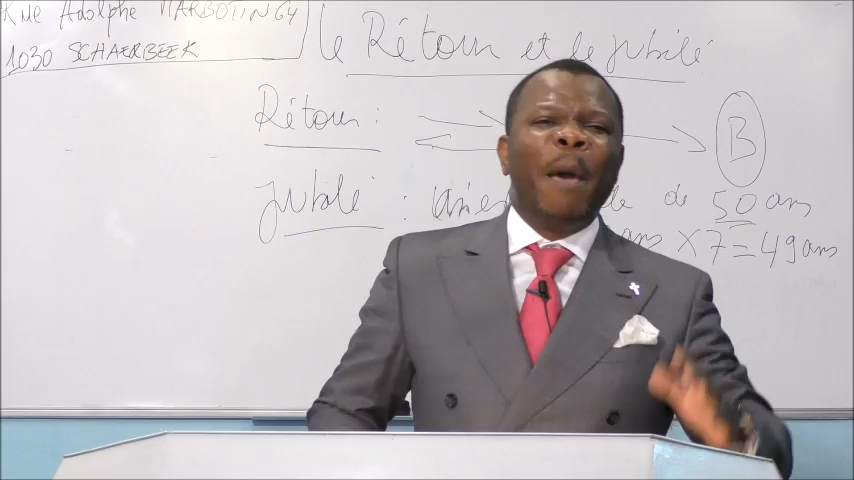 Rue Adolphe MARBOTIN 64
1030 SCHAERBEEK
le Rétour et le jubilé
Rétour :
B
jubilé : de 50 ans
ans X 7 = 49 ans